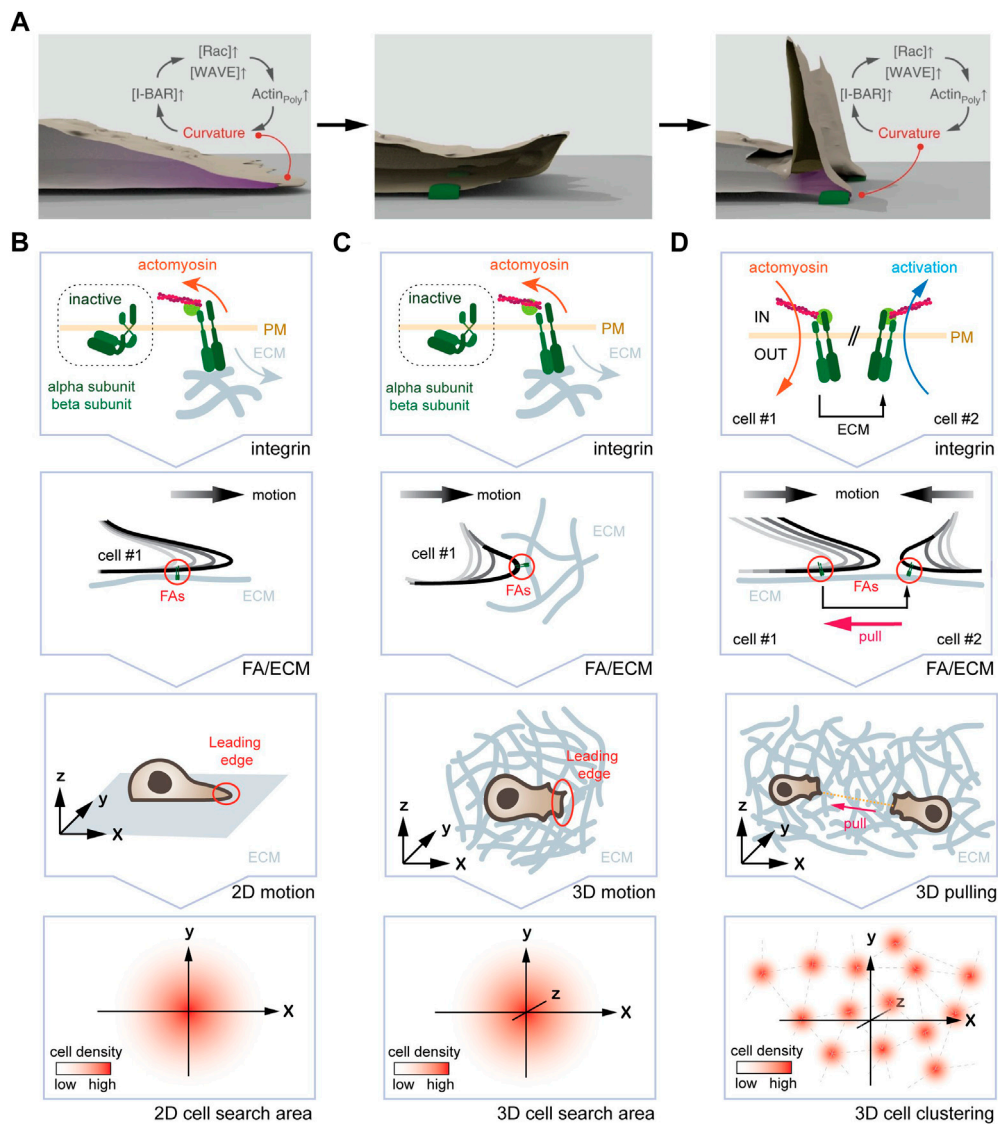 A
[Rac]↑
[WAVE]↑
[I-BAR]↑
Actin_Poly↑
Curvature
[Rac]↑
[WAVE]↑
[I-BAR]↑
Actin_Poly↑
Curvature
B
actomyosin
inactive
PM
ECM
alpha subunit
beta subunit
integrin
motion
cell #1
FAs
ECM
FA/ECM
Leading
edge
z
y
x
ECM
2D motion
y
x
cell density
low high
2D cell search area
C
actomyosin
inactive
PM
ECM
alpha subunit
beta subunit
integrin
motion
ECM
cell #1
FAs
FA/ECM
Leading
edge
z
y
x
ECM
3D motion
y
z
x
cell density
low high
3D cell search area
D
actomyosin activation
IN
PM
OUT
//
cell #1 ECM cell #2
integrin
motion
ECM FAs
cell #1 pull cell #2
FA/ECM
z
y
x
pull
ECM
3D pulling
y
z
x
cell density
low high
3D cell clustering